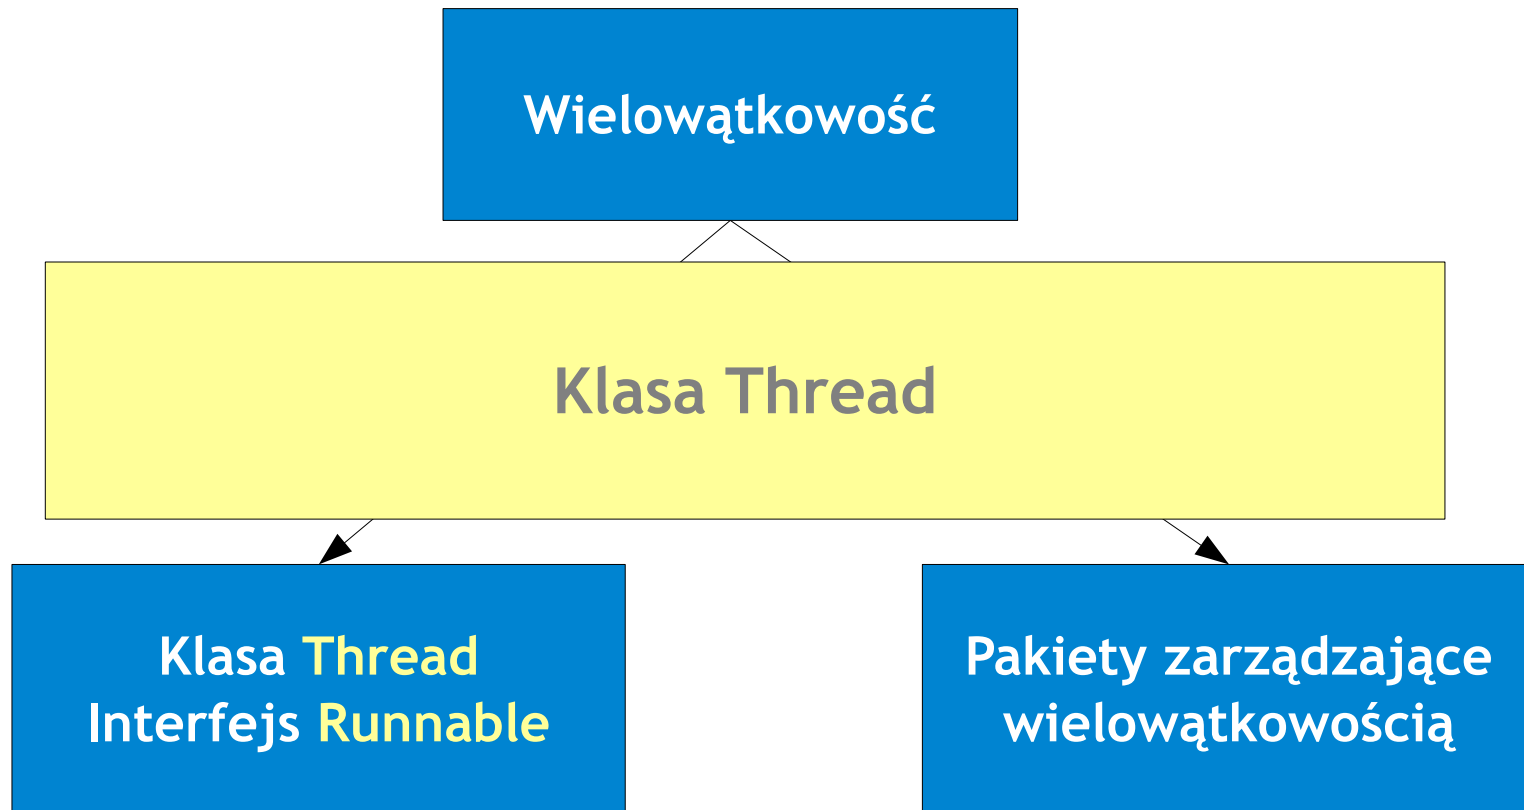 Wielowątkowość
Klasa Thread
Klasa Thread
Interfejs Runnable
Pakiety zarządzające
wielowątkowością